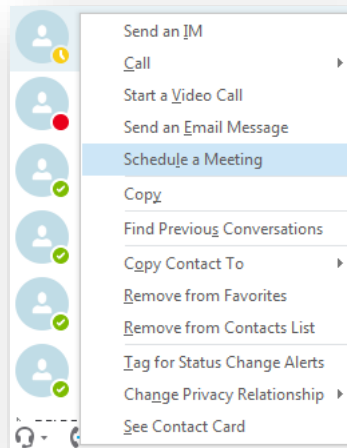 Send an IM
Call
Start a Video Call
Send an Email Message
Schedule a Meeting
Copy
Find Previous Conversations
Copy Contact To
Remove from Favorites
Remove from Contacts List
Tag for Status Change Alerts
Change Privacy Relationship
See Contact Card